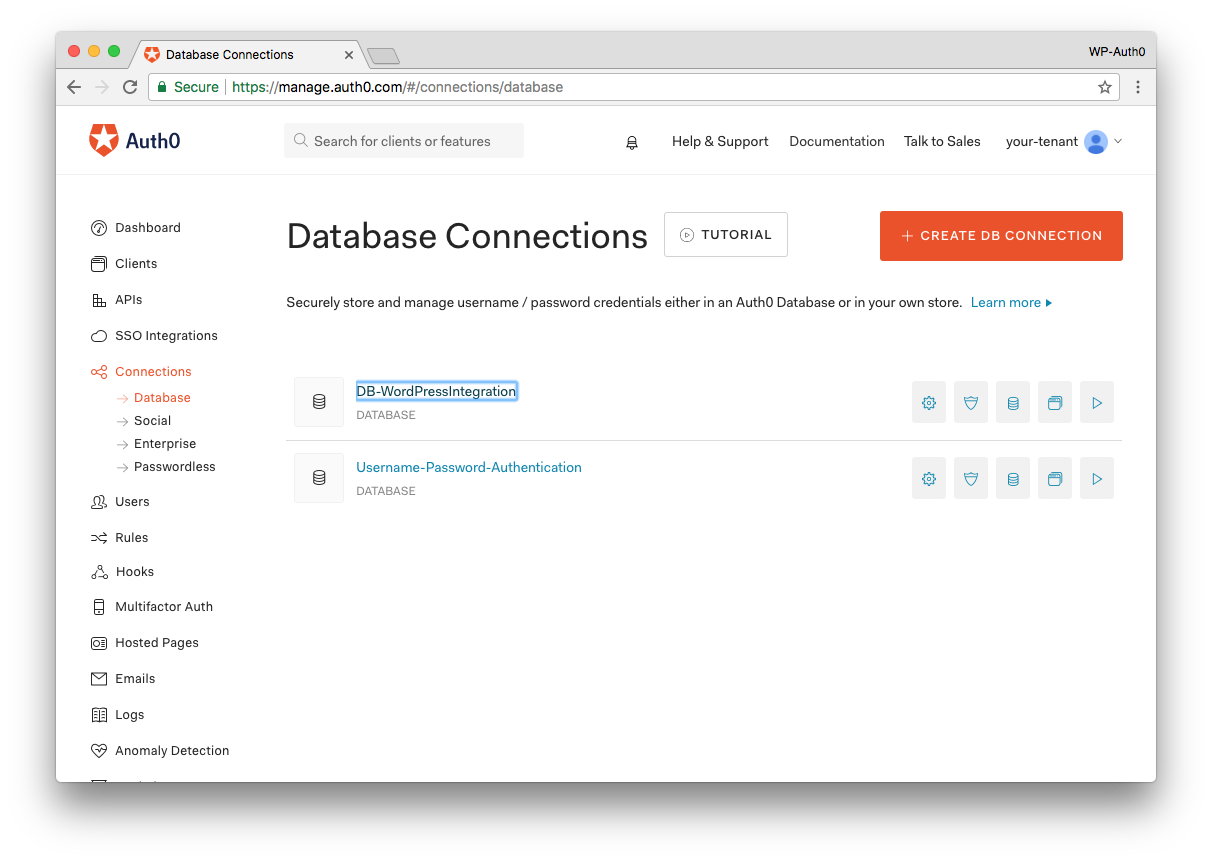 Database Connections
WP-Auth0
Secure https://manage.auth0.com/#/connections/database
Auth0
Search for clients or features
Help & Support
Documentation
Talk to Sales
your-tenant
Dashboard
Clients
APIs
SSO Integrations
Connections
Database
Social
Enterprise
Passwordless
Users
Rules
Hooks
Multifactor Auth
Hosted Pages
Emails
Logs
Anomaly Detection
Database Connections
TUTORIAL
+ CREATE DB CONNECTION
Securely store and manage username / password credentials either in an Auth0 Database or in your own store. Learn more
DB-WordPressIntegration
DATABASE
Username-Password-Authentication
DATABASE